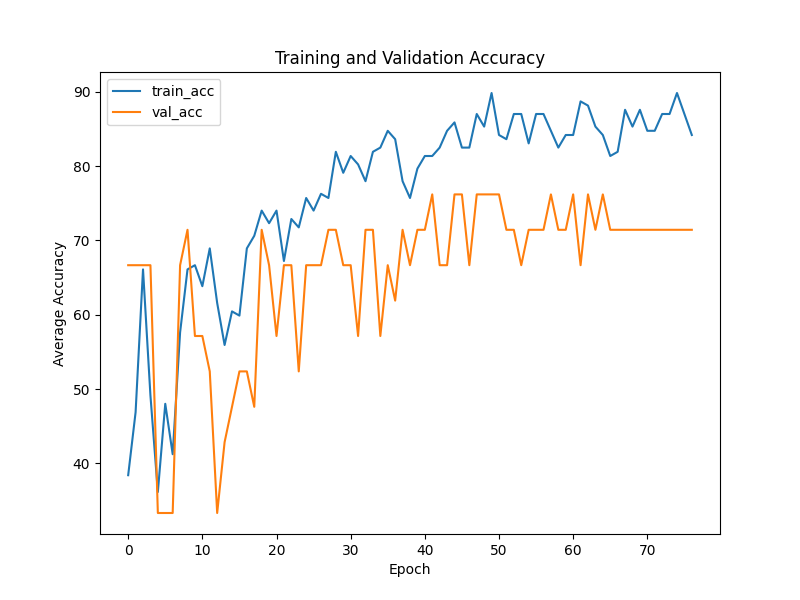 Training and Validation Accuracy
train_acc
val_acc
Average Accuracy
90
80
70
60
50
40
0 10 20 30 40 50 60 70
Epoch